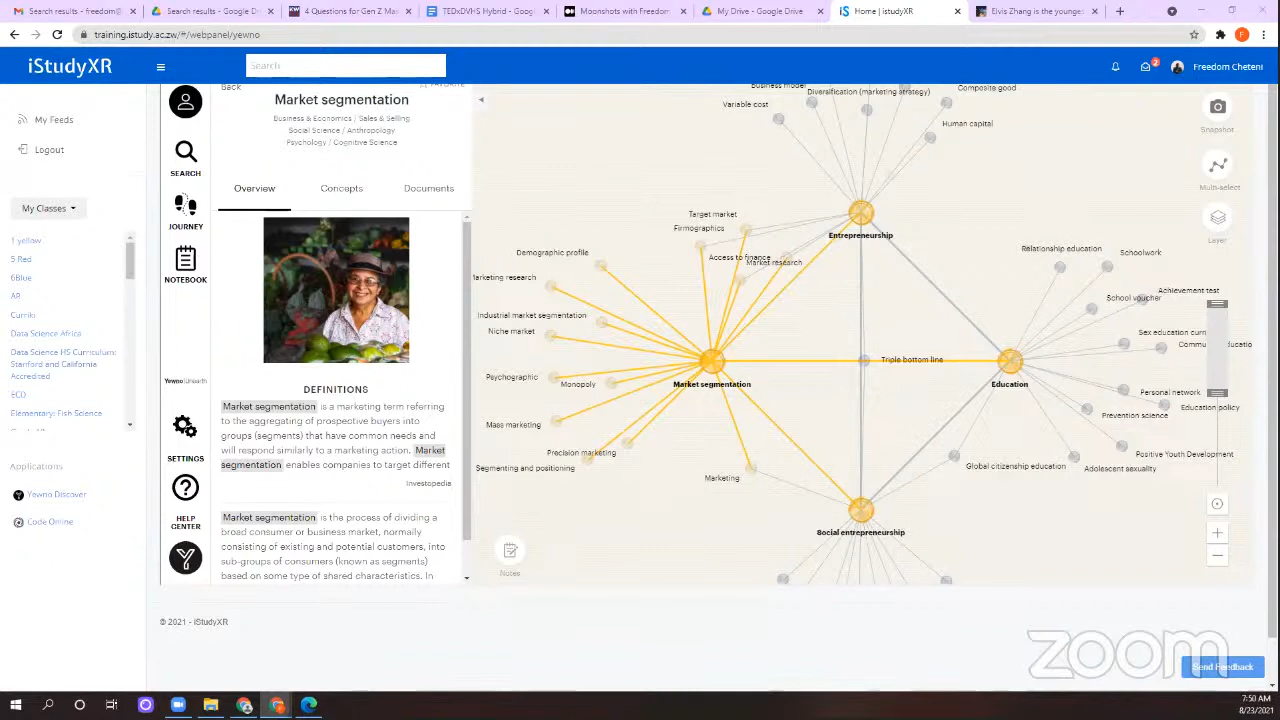 freedom@
Search results - Google Dri
4 Questions for Gen Z Ma
TEDxDVHS Hybrid - Googl
Moonshots with Freedom
My Drive - Google Drive
Home | istudyXR
Elvis Zhang is the younge
training.istudy.ac.zw/#/webpanel/yewno
F
iStudyXR
Search
2
Freedom Cheteni
My Feeds
Logout
My Classes
1 yellow
5 Red
6Blue
AR
Curriki
Data Science Africa
Data Science HS Curriculum:
Stanford and California
Accredited
ECD
Elementary: Fish Science
Applications
Yewno Discover
Code Online
SEARCH
JOURNEY
NOTEBOOK
Yewno|Unearth
SETTINGS
HELP
CENTER
Back
FAVORITE
Market segmentation
Business & Economics / Sales & Selling
Social Science / Anthropology
Psychology / Cognitive Science
Overview
Concepts
Documents
DEFINITIONS
Market segmentation is a marketing term referring
to the aggregating of prospective buyers into
groups (segments) that have common needs and
will respond similarly to a marketing action. Market
segmentation enables companies to target different
Investopedia
Market segmentation is the process of dividing a
broad consumer or business market, normally
consisting of existing and potential customers, into
sub-groups of consumers (known as segments)
based on some type of shared characteristics. In
Business model
Diversification (marketing strategy)
Composite good
Variable cost
Human capital
Target market
Firmographics
Entrepreneurship
Demographic profile
Access to finance
Market research
Marketing research
Industrial market segmentation
Niche market
Psychographic
Monopoly
Market segmentation
Triple bottom line
Mass marketing
Precision marketing
Segmenting and positioning
Marketing
Social entrepreneurship
Relationship education
Schoolwork
Achievement test
School voucher
Sex education curri
Education
Personal network
Education policy
Prevention science
Positive Youth Development
Global citizenship education
Adolescent sexuality
Snapshot
Multi-select
Layer
Notes
© 2021 - iStudyXR
zoom
Send Feedback
7:50 AM
8/23/2021